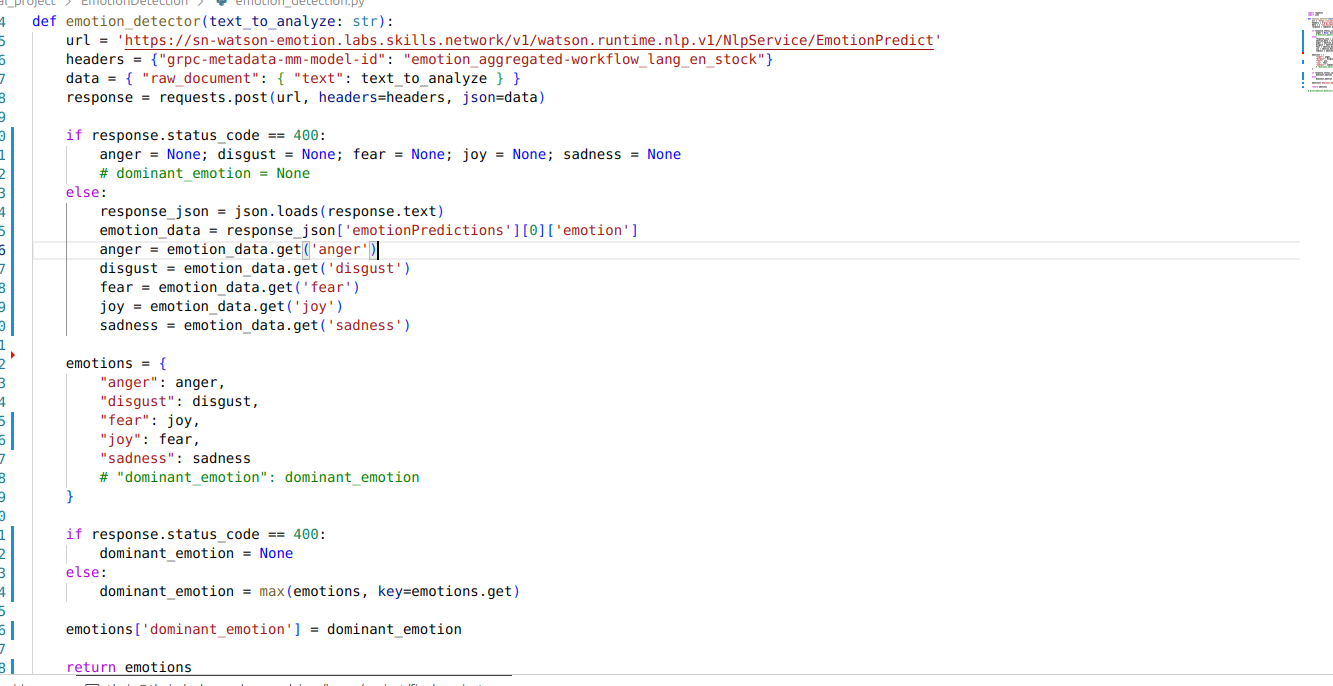 al_project > EmotionDetection > emotion_detection.py
4 def emotion_detector(text_to_analyze: str):
5 url = 'https://sn-watson-emotion.labs.skills.network/v1/watson.runtime.nlp.v1/NlpService/EmotionPredict'
6 headers = {"grpc-metadata-mm-model-id": "emotion_aggregated-workflow_lang_en_stock"}
7 data = { "raw_document": { "text": text_to_analyze } }
8 response = requests.post(url, headers=headers, json=data)
9
0 if response.status_code == 400:
1 anger = None; disgust = None; fear = None; joy = None; sadness = None
2 # dominant_emotion = None
3 else:
4 response_json = json.loads(response.text)
5 emotion_data = response_json['emotionPredictions'][0]['emotion']
6 anger = emotion_data.get('anger')
7 disgust = emotion_data.get('disgust')
8 fear = emotion_data.get('fear')
9 joy = emotion_data.get('joy')
0 sadness = emotion_data.get('sadness')
1
2 emotions = {
3 "anger": anger,
4 "disgust": disgust,
5 "fear": joy,
6 "joy": fear,
7 "sadness": sadness
8 # "dominant_emotion": dominant_emotion
9 }
0
1 if response.status_code == 400:
2 dominant_emotion = None
3 else:
4 dominant_emotion = max(emotions, key=emotions.get)
5
6 emotions['dominant_emotion'] = dominant_emotion
7
8 return emotions